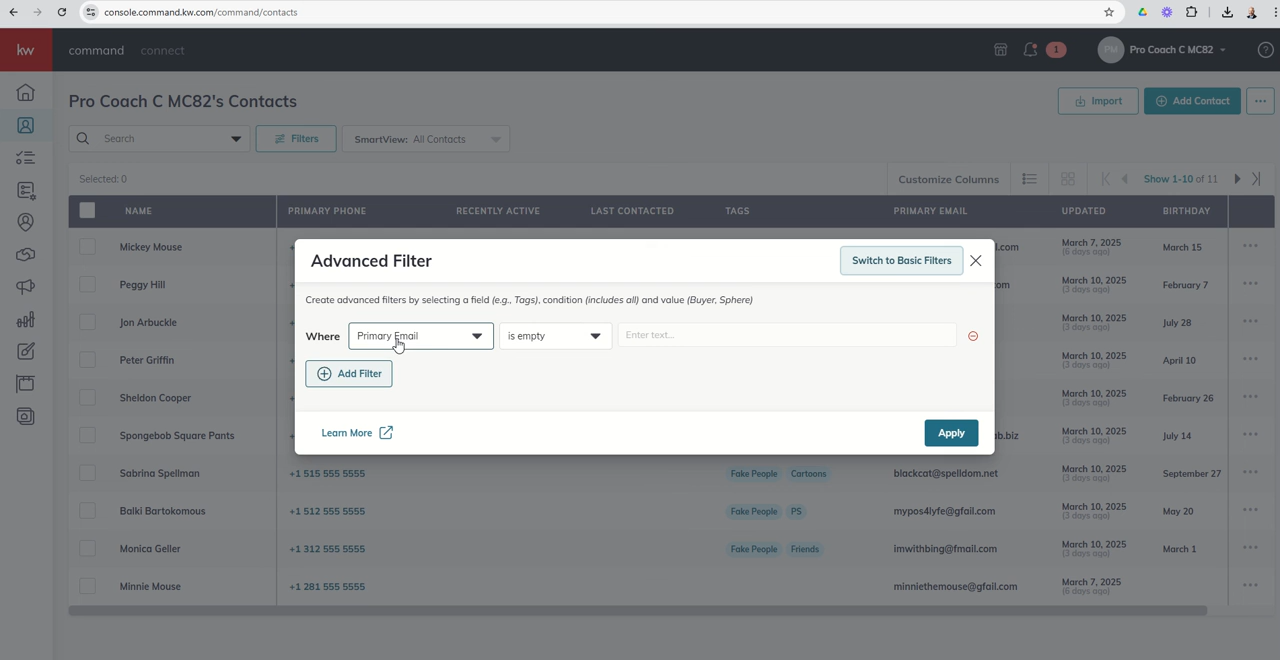 console.command.kw.com/command/contacts
kw
command connect
1
PM
Pro Coach C MC82
?
Pro Coach C MC82's Contacts
Import
Add Contact
...
Search
Filters
SmartView: All Contacts
Selected: 0
Customize Columns
Show 1-10 of 11
NAME PRIMARY PHONE RECENTLY ACTIVE LAST CONTACTED TAGS PRIMARY EMAIL UPDATED BIRTHDAY
Mickey Mouse l.com March 7, 2025 March 15
(6 days ago)
Peggy Hill com March 10, 2025 February 7
(3 days ago)
Jon Arbuckle March 10, 2025 July 28
(3 days ago)
Peter Griffin March 10, 2025 April 10
(3 days ago)
Sheldon Cooper March 10, 2025 February 26
(3 days ago)
Spongebob Square Pants ab.biz March 10, 2025 July 14
(3 days ago)
Sabrina Spellman +1 515 555 5555 Fake People Cartoons blackcat@spelldom.net March 10, 2025 September 27
(3 days ago)
Balki Bartokomous +1 512 555 5555 Fake People PS mypos4lyfe@gfail.com March 10, 2025 May 20
(3 days ago)
Monica Geller +1 312 555 5555 Fake People Friends imwithbing@fmail.com March 10, 2025 March 1
(3 days ago)
Minnie Mouse +1 281 555 5555 minniethemouse@gfail.com March 7, 2025
(6 days ago)
Advanced Filter
Switch to Basic Filters
Create advanced filters by selecting a field (e.g., Tags), condition (includes all) and value (Buyer, Sphere)
Where Primary Email is empty Enter text...
Add Filter
Learn More
Apply